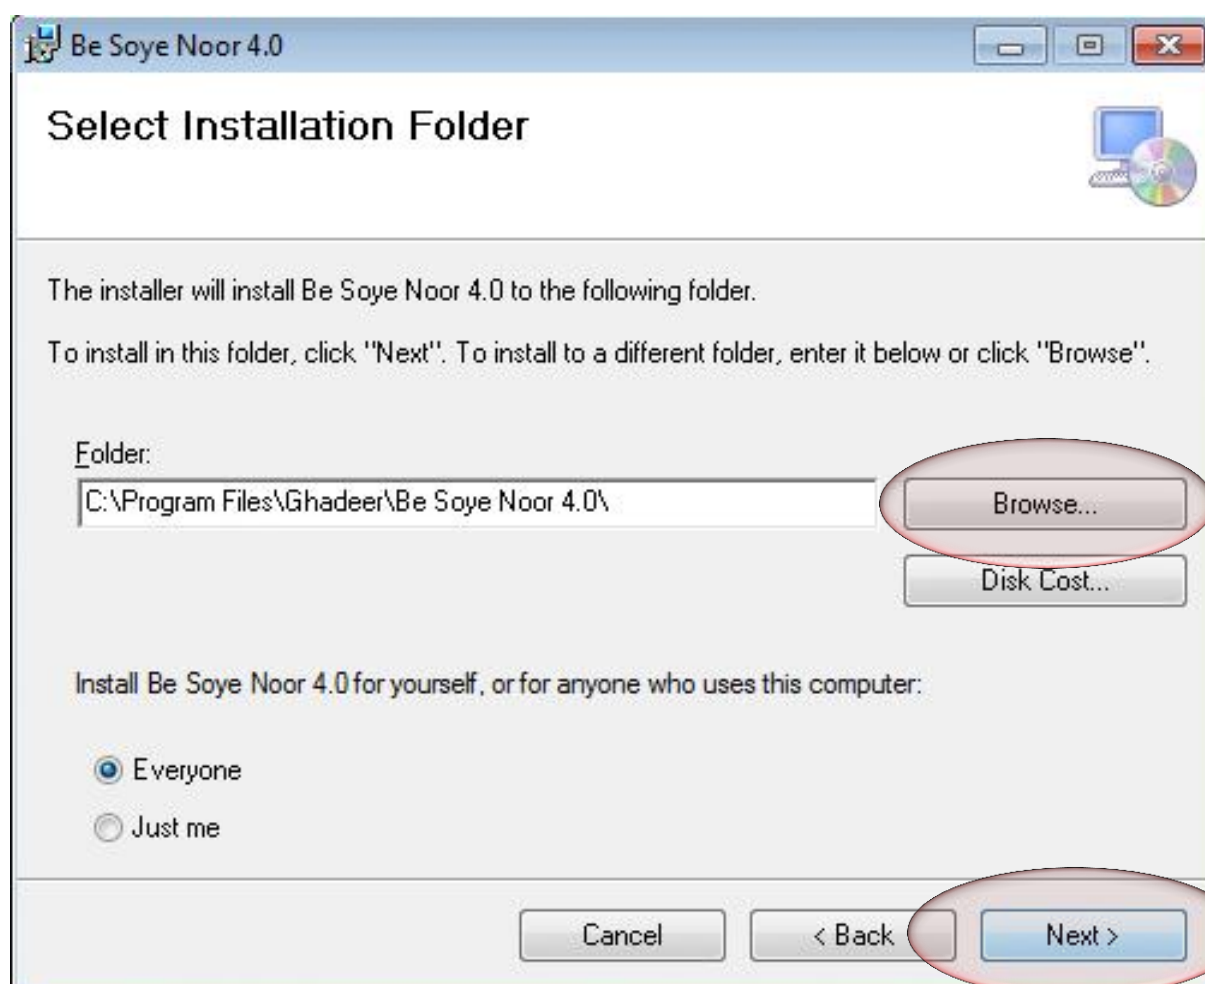 Be Soye Noor 4.0
Select Installation Folder
The installer will install Be Soye Noor 4.0 to the following folder.
To install in this folder, click "Next". To install to a different folder, enter it below or click "Browse".
Folder:
C:\Program Files\Ghadeer\Be Soye Noor 4.0\
Browse...
Disk Cost...
Install Be Soye Noor 4.0 for yourself, or for anyone who uses this computer:
Everyone
Just me
Cancel
< Back
Next >